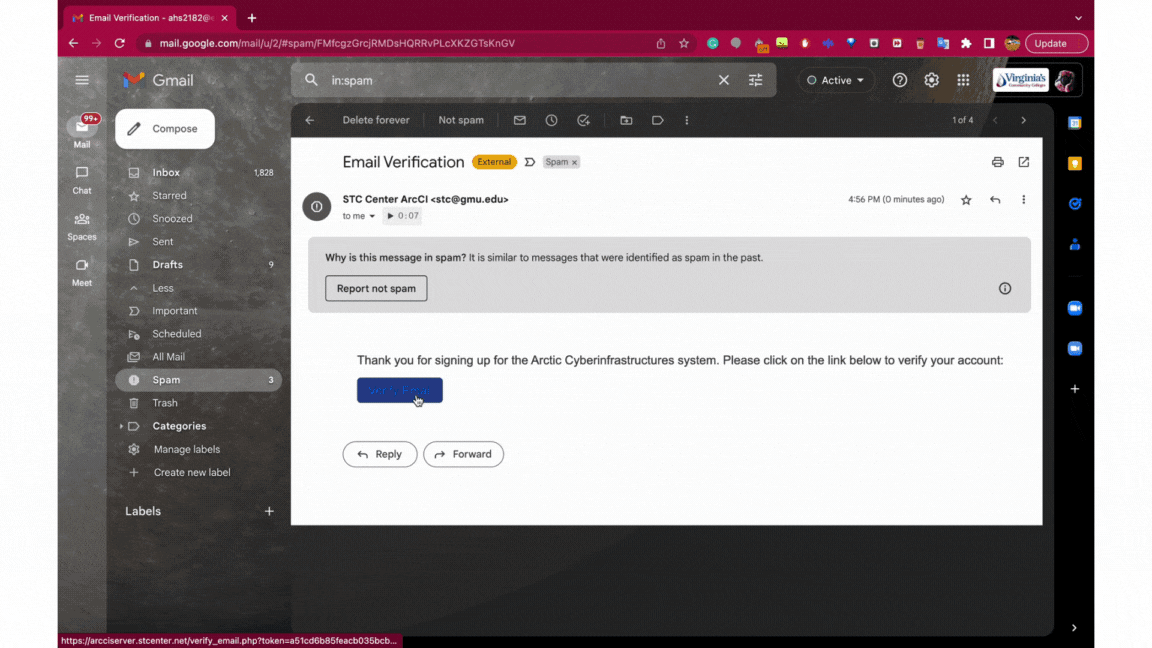 Email Verification - ahs2182@
mail.google.com/mail/u/2/#spam/FMfcgzGrcjRMDsHQRRvPLcXKZGTsKnGV
Update
Gmail
in:spam
Active
Virginia's
Community Colleges
99+
Mail
Chat
Spaces
Meet
Compose
Inbox 1,828
Starred
Snoozed
Sent
Drafts 9
Less
Important
Scheduled
All Mail
Spam 3
Trash
Categories
Manage labels
Create new label
Labels
Delete forever
Not spam
1 of 4
Email Verification External Spam x
STC Center ArcCI <stc@gmu.edu>
4:56 PM (0 minutes ago)
to me 0:07
Why is this message in spam? It is similar to messages that were identified as spam in the past.
Report not spam
Thank you for signing up for the Arctic Cyberinfrastructures system. Please click on the link below to verify your account:
Reply
Forward
https://arcciserver.stcenter.net/verify_email.php?token=a51cd6b85feacb035bcb...